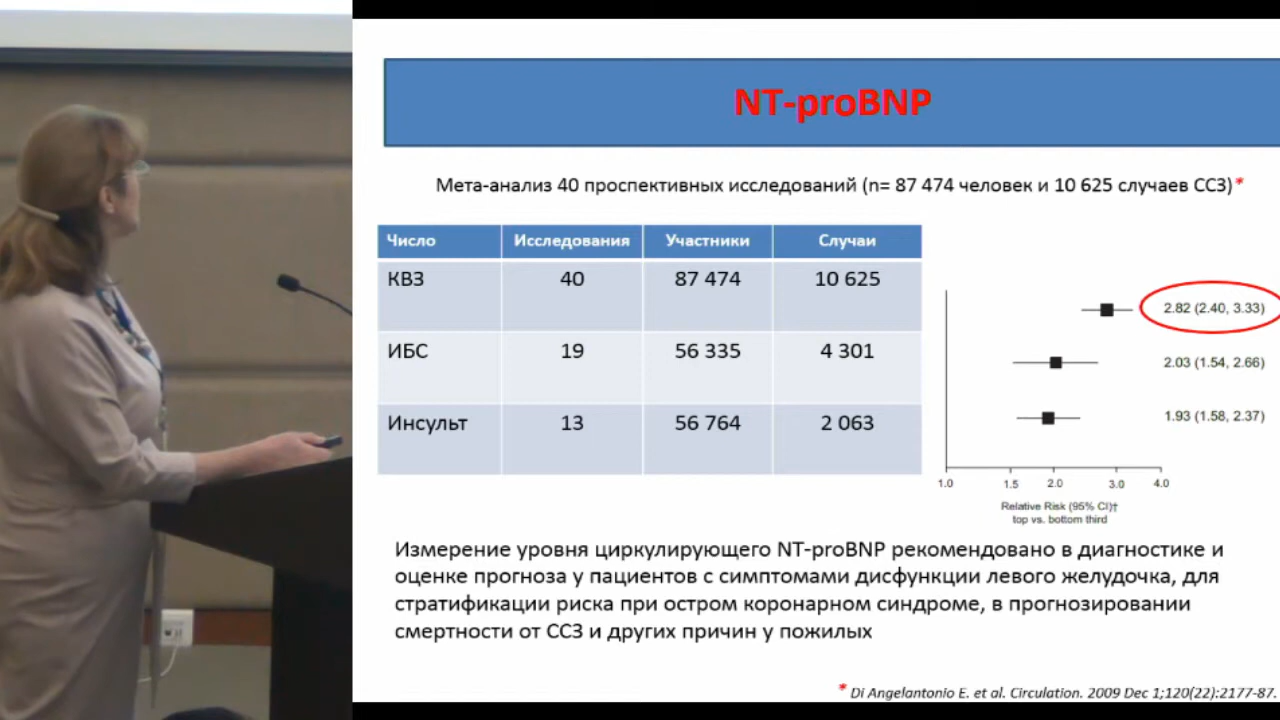 NT-proBNP
Мета-анализ 40 проспективных исследований (n= 87 474 человек и 10 625 случаев ССЗ)*
Число Исследования Участники Случаи
КВЗ 40 87 474 10 625
2.82 (2.40, 3.33)
ИБС 19 56 335 4 301
2.03 (1.54, 2.66)
Инсульт 13 56 764 2 063
1.93 (1.58, 2.37)
1.0 1.5 2.0 3.0 4.0
Relative Risk (95% CI)†
top vs. bottom third
Измерение уровня циркулирующего NT-proBNP рекомендовано в диагностике и
оценке прогноза у пациентов с симптомами дисфункции левого желудочка, для
стратификации риска при остром коронарном синдроме, в прогнозировании
смертности от ССЗ и других причин у пожилых
* Di Angelantonio E. et al. Circulation. 2009 Dec 1;120(22):2177-87.